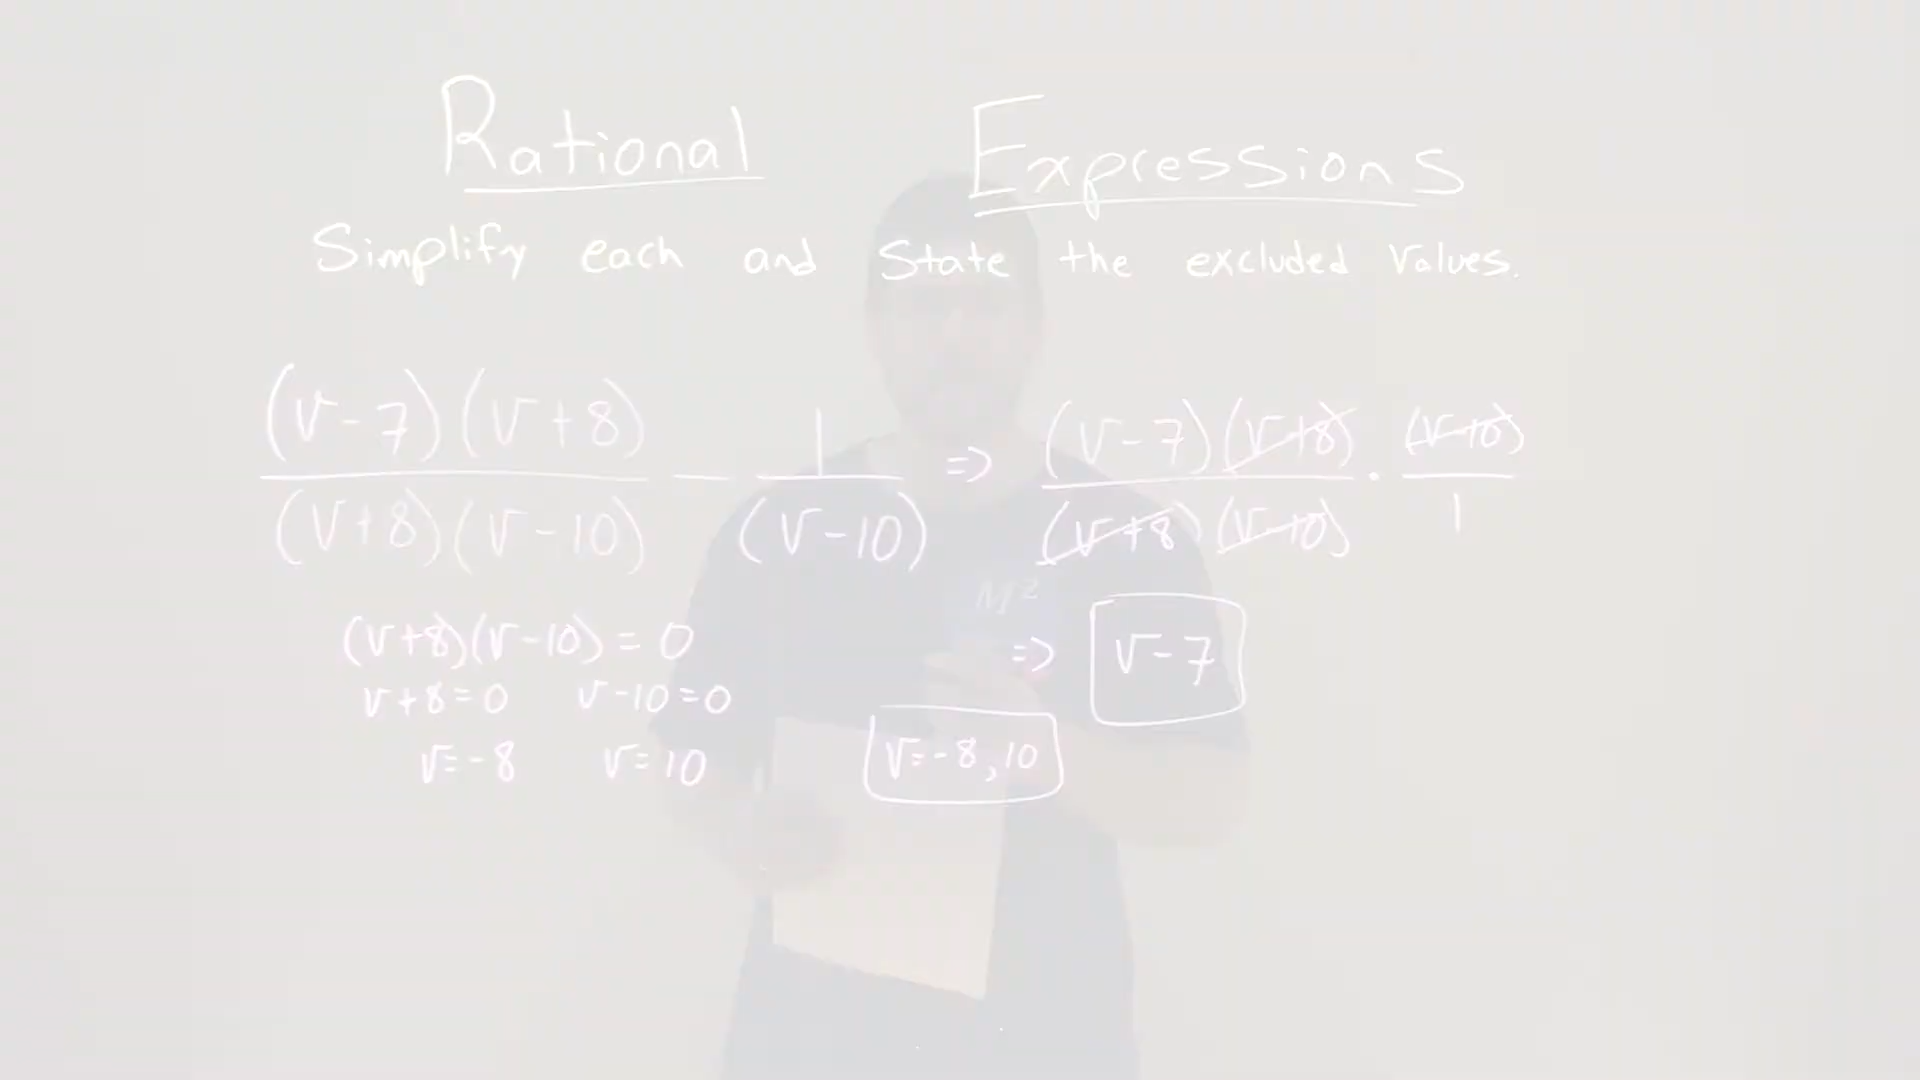 Rational Expressions
Simplify each and State the excluded Values.
(v-7)(v+8) / (v+8)(v-10) — 1 / (v-10) => (v-7)(v+8) / (v+8)(v-10) · (v-10) / 1
M²
(v+8)(v-10) = 0
=> v-7
v+8=0 v-10=0
v=-8 v=10
v=-8,10